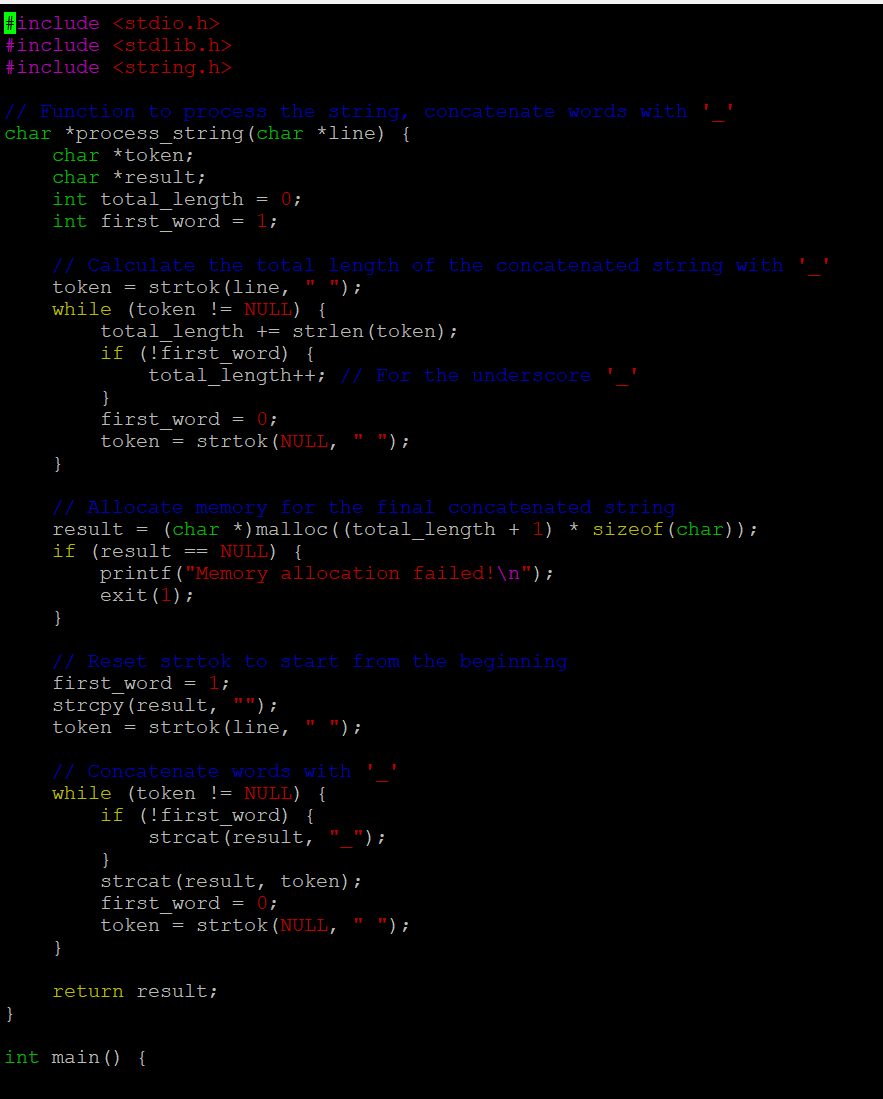 #include <stdio.h>
#include <stdlib.h>
#include <string.h>

// Function to process the string, concatenate words with '_'
char *process_string(char *line) {
    char *token;
    char *result;
    int total_length = 0;
    int first_word = 1;

    // Calculate the total length of the concatenated string with '_'
    token = strtok(line, " ");
    while (token != NULL) {
        total_length += strlen(token);
        if (!first_word) {
            total_length++; // For the underscore '_'
        }
        first_word = 0;
        token = strtok(NULL, " ");
    }

    // Allocate memory for the final concatenated string
    result = (char *)malloc((total_length + 1) * sizeof(char));
    if (result == NULL) {
        printf("Memory allocation failed!\n");
        exit(1);
    }

    // Reset strtok to start from the beginning
    first_word = 1;
    strcpy(result, "");
    token = strtok(line, " ");

    // Concatenate words with '_'
    while (token != NULL) {
        if (!first_word) {
            strcat(result, "_");
        }
        strcat(result, token);
        first_word = 0;
        token = strtok(NULL, " ");
    }

    return result;
}

int main() {